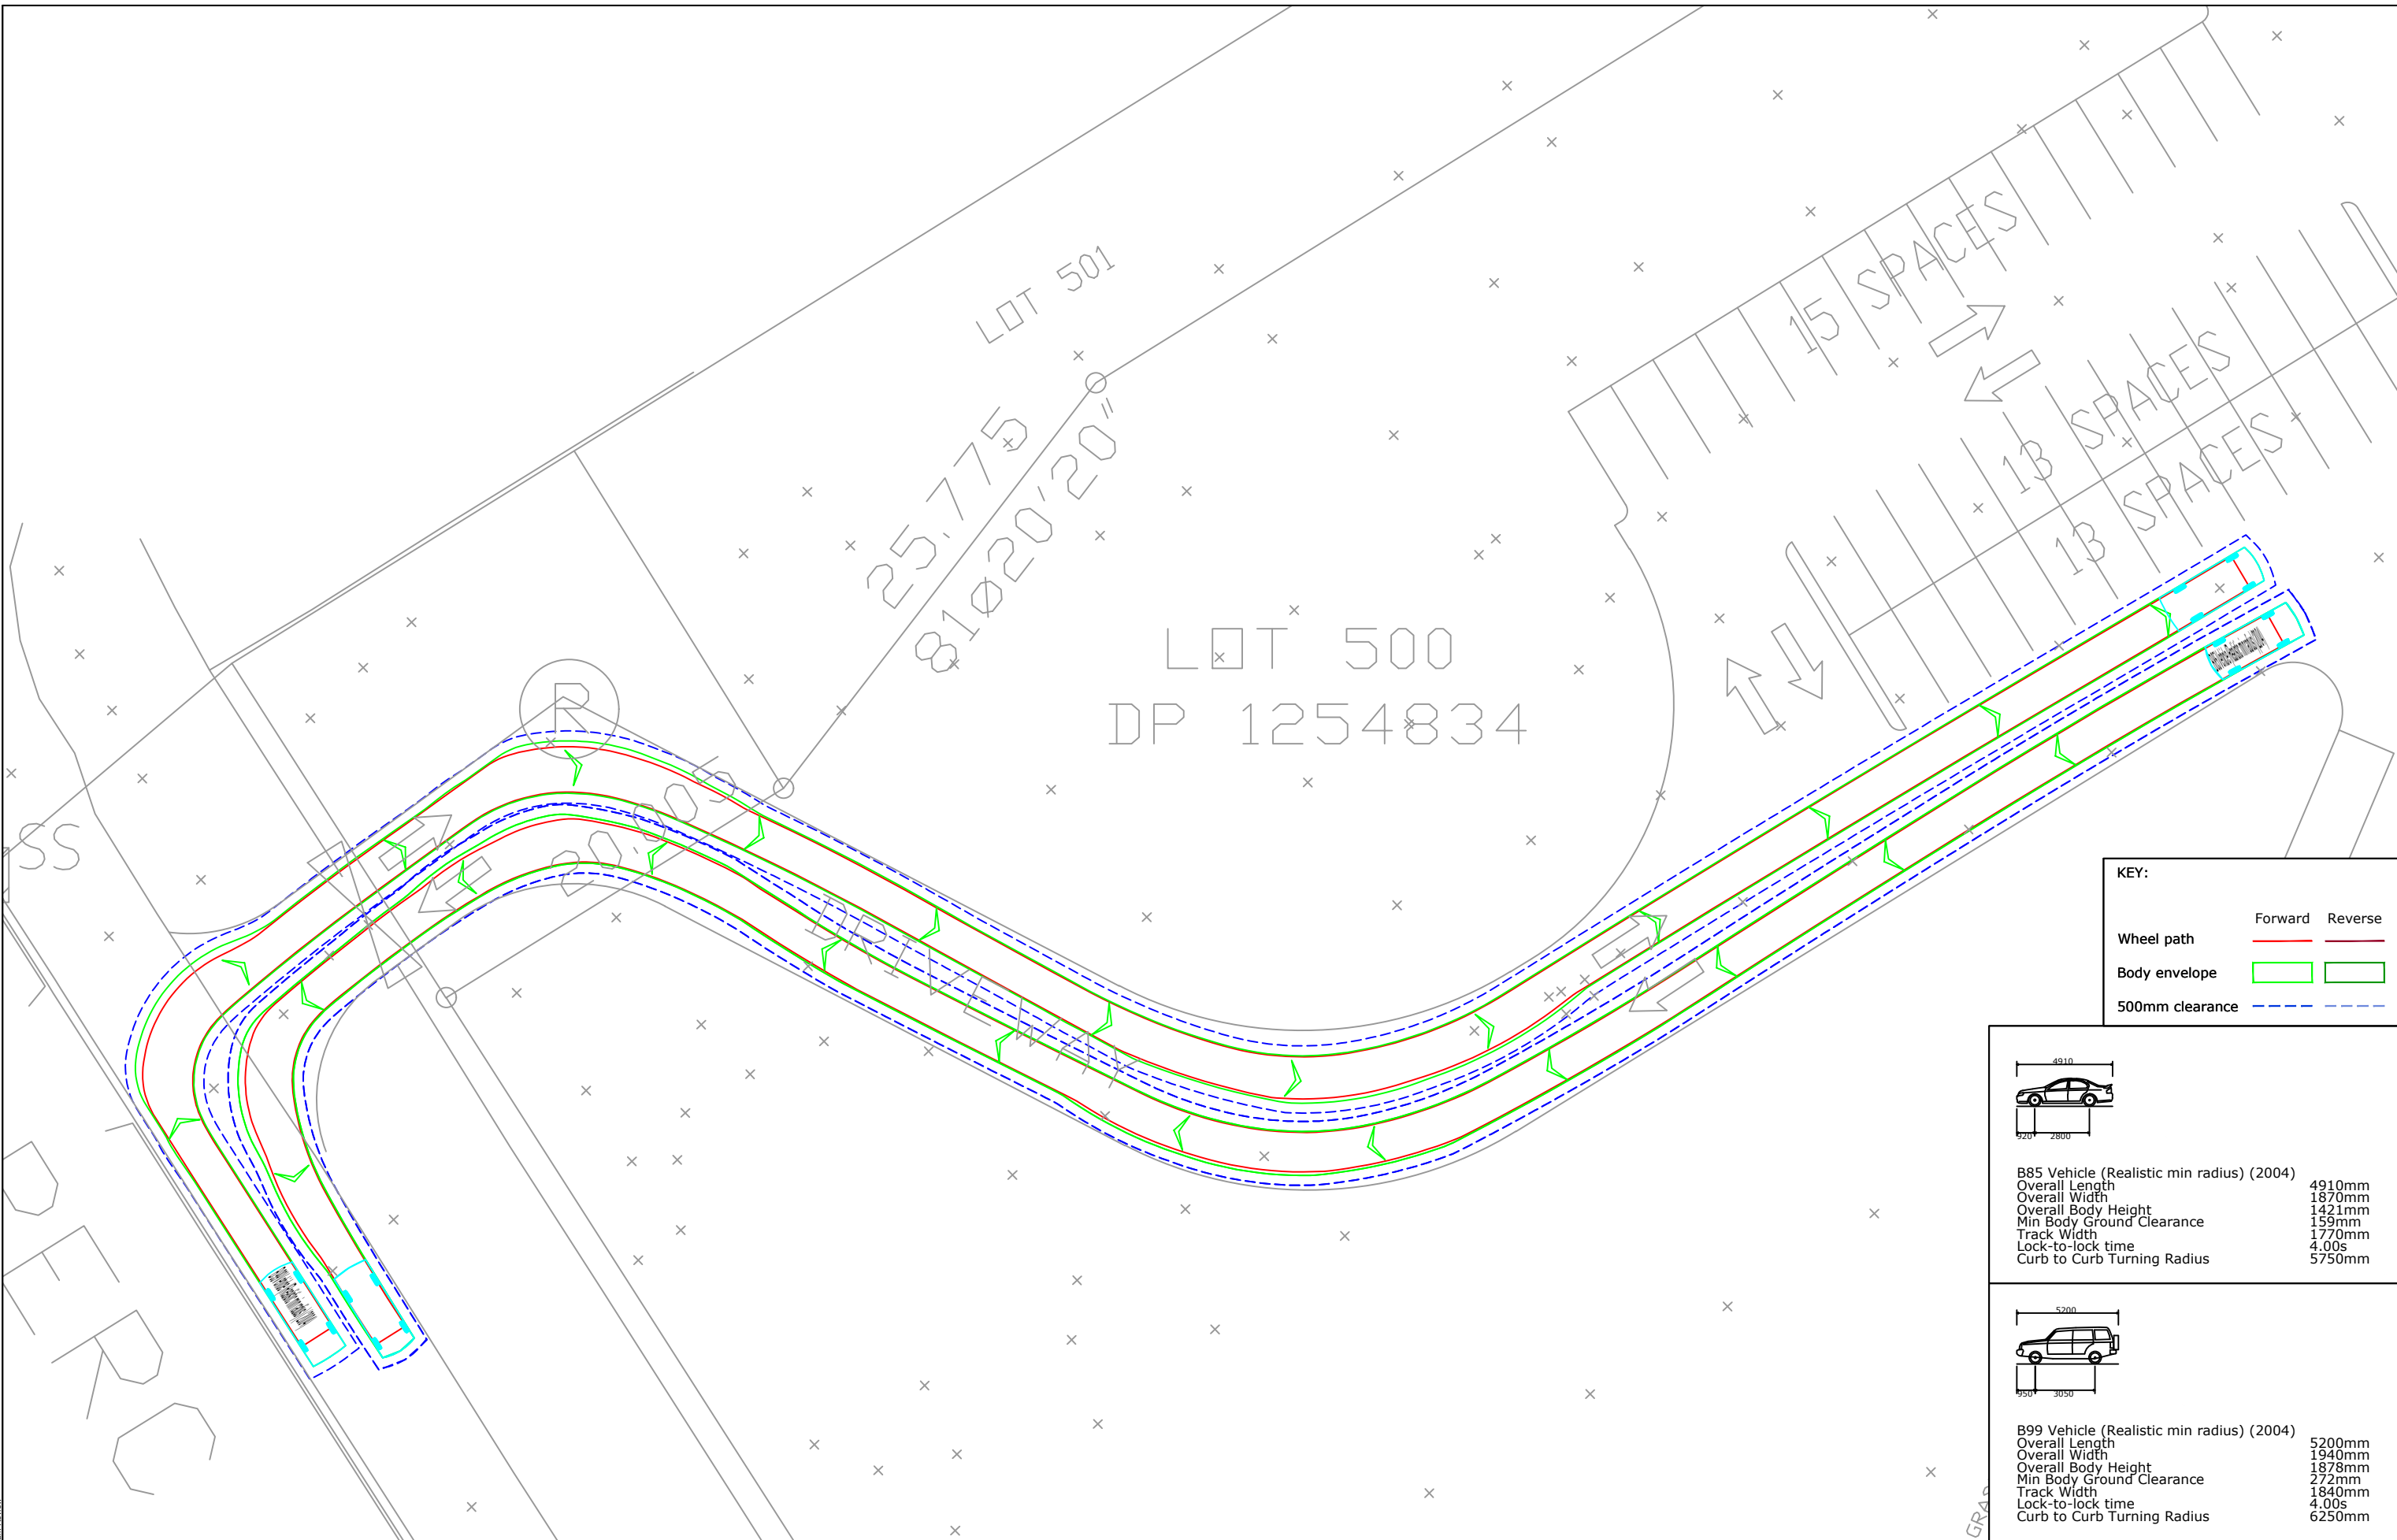 LOT 501
15 SPACES
13 SPACES
13 SPACES
25.775
81Ø20'20"
LOT 500
DP 1254834
R
20.005
DRIVEWAY
SS
KEY:
Forward Reverse
Wheel path
Body envelope
500mm clearance
4910
920 2800
B85 Vehicle (Realistic min radius) (2004)
Overall Length 4910mm
Overall Width 1870mm
Overall Body Height 1421mm
Min Body Ground Clearance 159mm
Track Width 1770mm
Lock-to-lock time 4.00s
Curb to Curb Turning Radius 5750mm
5200
950 3050
B99 Vehicle (Realistic min radius) (2004)
Overall Length 5200mm
Overall Width 1940mm
Overall Body Height 1878mm
Min Body Ground Clearance 272mm
Track Width 1840mm
Lock-to-lock time 4.00s
Curb to Curb Turning Radius 6250mm